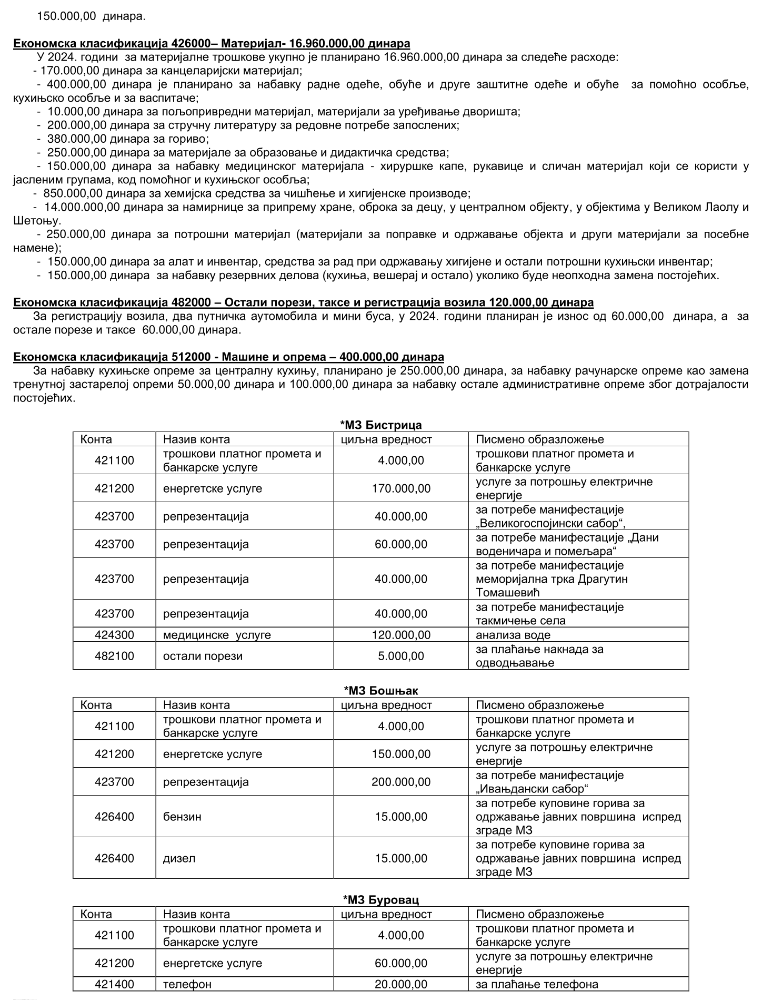 150.000,00  динара.
Економска класификација 426000– Материјал- 16.960.000,00 динара
У 2024. години  за материјалне трошкове укупно је планирано 16.960.000,00 динара за следеће расходе:
- 170.000,00 динара за канцеларијски материјал;
- 400.000,00 динара је планирано за набавку радне одеће, обуће и друге заштитне одеће и обуће  за помоћно особље,
кухињско особље и за васпитаче;
- 10.000,00 динара за пољопривредни материјал, материјали за уређивање дворишта;
- 200.000,00 динара за стручну литературу за редовне потребе запослених;
- 380.000,00 динара за гориво;
- 250.000,00 динара за материјале за образовање и дидактичка средства;
- 150.000,00 динара за набавку медицинског материјала - хируршке капе, рукавице и сличан материјал који се користи у
јасленим групама, код помоћног и кухињског особља;
- 850.000,00 динара за хемијска средства за чишћење и хигијенске производе;
- 14.000.000,00 динара за намирнице за припрему хране, оброка за децу, у централном објекту, у објектима у Великом Лаолу и
Шетоњу.
- 250.000,00 динара за потрошни материјал (материјали за поправке и одржавање објекта и други материјали за посебне
намене);
- 150.000,00 динара за алат и инвентар, средства за рад при одржавању хигијене и остали потрошни кухињски инвентар;
- 150.000,00 динара  за набавку резервних делова (кухиња, вешерај и остало) уколико буде неопходна замена постојећих.
Економска класификација 482000 – Остали порези, таксе и регистрација возила 120.000,00 динара
За регистрацију возила, два путничка аутомобила и мини буса, у 2024. години планиран је износ од 60.000,00  динара, а  за
остале порезе и таксе  60.000,00 динара.
Економска класификација 512000 - Машине и опрема – 400.000,00 динара
За набавку кухињске опреме за централну кухињу, планирано је 250.000,00 динара, за набавку рачунарске опреме као замена
тренутној застарелој опреми 50.000,00 динара и 100.000,00 динара за набавку остале административне опреме због дотрајалости
постојећих.
*МЗ Бистрица
Конта Назив конта циљна вредност Писмено образложење
421100 трошкови платног промета и банкарске услуге 4.000,00 трошкови платног промета и банкарске услуге
421200 енергетске услуге 170.000,00 услуге за потрошњу електричне енергије
423700 репрезентација 40.000,00 за потребе манифестације „Великогоспојински сабор“,
423700 репрезентација 60.000,00 за потребе манифестације „Дани воденичара и помељара“
423700 репрезентација 40.000,00 за потребе манифестације меморијална трка Драгутин Томашевић
423700 репрезентација 40.000,00 за потребе манифестације такмичење села
424300 медицинске  услуге 120.000,00 анализа воде
482100 остали порези 5.000,00 за плаћање накнада за одводњавање
*МЗ Бошњак
Конта Назив конта циљна вредност Писмено образложење
421100 трошкови платног промета и банкарске услуге 4.000,00 трошкови платног промета и банкарске услуге
421200 енергетске услуге 150.000,00 услуге за потрошњу електричне енергије
423700 репрезентација 200.000,00 за потребе манифестације „Ивањдански сабор“
426400 бензин 15.000,00 за потребе куповине горива за одржавање јавних површина  испред зграде МЗ
426400 дизел 15.000,00 за потребе куповине горива за одржавање јавних површина  испред зграде МЗ
*МЗ Буровац
Конта Назив конта циљна вредност Писмено образложење
421100 трошкови платног промета и банкарске услуге 4.000,00 трошкови платног промета и банкарске услуге
421200 енергетске услуге 60.000,00 услуге за потрошњу електричне енергије
421400 телефон 20.000,00 за плаћање телефона